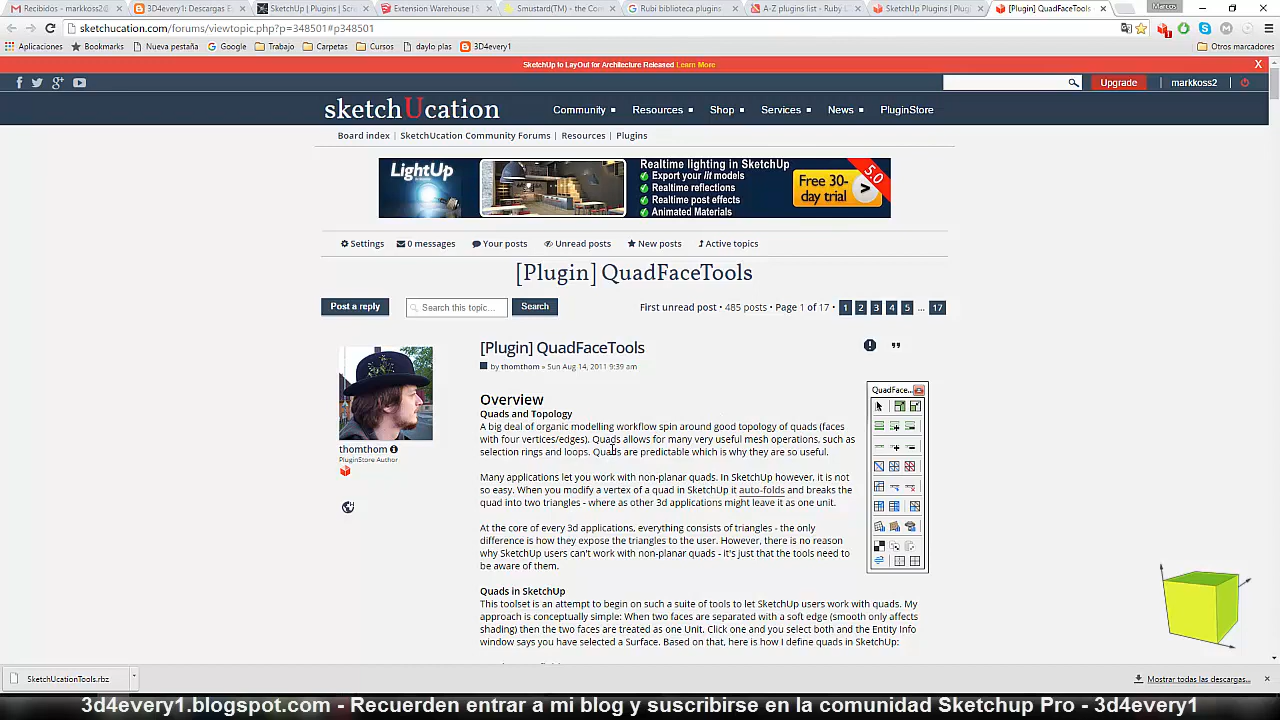 Recibidos - markkoss2@
3D4every1: Descargas E
SketchUp | Plugins | Scri
Extension Warehouse | S
Smustard(TM) - the Com
Rubi biblioteca plugins
A-Z plugins list - Ruby L
SketchUp Plugins | Plugin
[Plugin] QuadFaceTools
Marcos
sketchucation.com/forums/viewtopic.php?p=348501#p348501
Aplicaciones
Bookmarks
Nueva pestaña
Google
Trabajo
Carpetas
Cursos
daylo plas
3D4every1
Otros marcadores
SketchUp to LayOut for Architecture Released Learn More
X
Upgrade
markkoss2
sketchUcation
Community
Resources
Shop
Services
News
PluginStore
Board index | SketchUcation Community Forums | Resources | Plugins
LightUp
Realtime lighting in SketchUp
Export your lit models
Realtime reflections
Realtime post effects
Animated Materials
Free 30-
day trial
>
5.0
Settings
0 messages
Your posts
Unread posts
New posts
Active topics
[Plugin] QuadFaceTools
Post a reply
Search this topic...
Search
First unread post • 485 posts • Page 1 of 17 • 1 2 3 4 5 ... 17
[Plugin] QuadFaceTools
by thomthom » Sun Aug 14, 2011 9:39 am
thomthom
PluginStore Author
QuadFace...
Overview
Quads and Topology
A big deal of organic modelling workflow spin around good topology of quads (faces
with four vertices/edges). Quads allows for many very useful mesh operations, such as
selection rings and loops. Quads are predictable which is why they are so useful.
Many applications let you work with non-planar quads. In SketchUp however, it is not
so easy. When you modify a vertex of a quad in SketchUp it auto-folds and breaks the
quad into two triangles - where as other 3d applications might leave it as one unit.
At the core of every 3d applications, everything consists of triangles - the only
difference is how they expose the triangles to the user. However, there is no reason
why SketchUp users can't work with non-planar quads - it's just that the tools need to
be aware of them.
Quads in SketchUp
This toolset is an attempt to begin on such a suite of tools to let SketchUp users work with quads. My
approach is conceptually simple: When two faces are separated with a soft edge (smooth only affects
shading) then the two faces are treated as one Unit. Click one and you select both and the Entity Info
window says you have selected a Surface. Based on that, here is how I define quads in SketchUp:
SketchUcationTools.rbz
Mostrar todas las descargas...
3d4every1.blogspot.com - Recuerden entrar a mi blog y suscribirse en la comunidad Sketchup Pro - 3d4every1